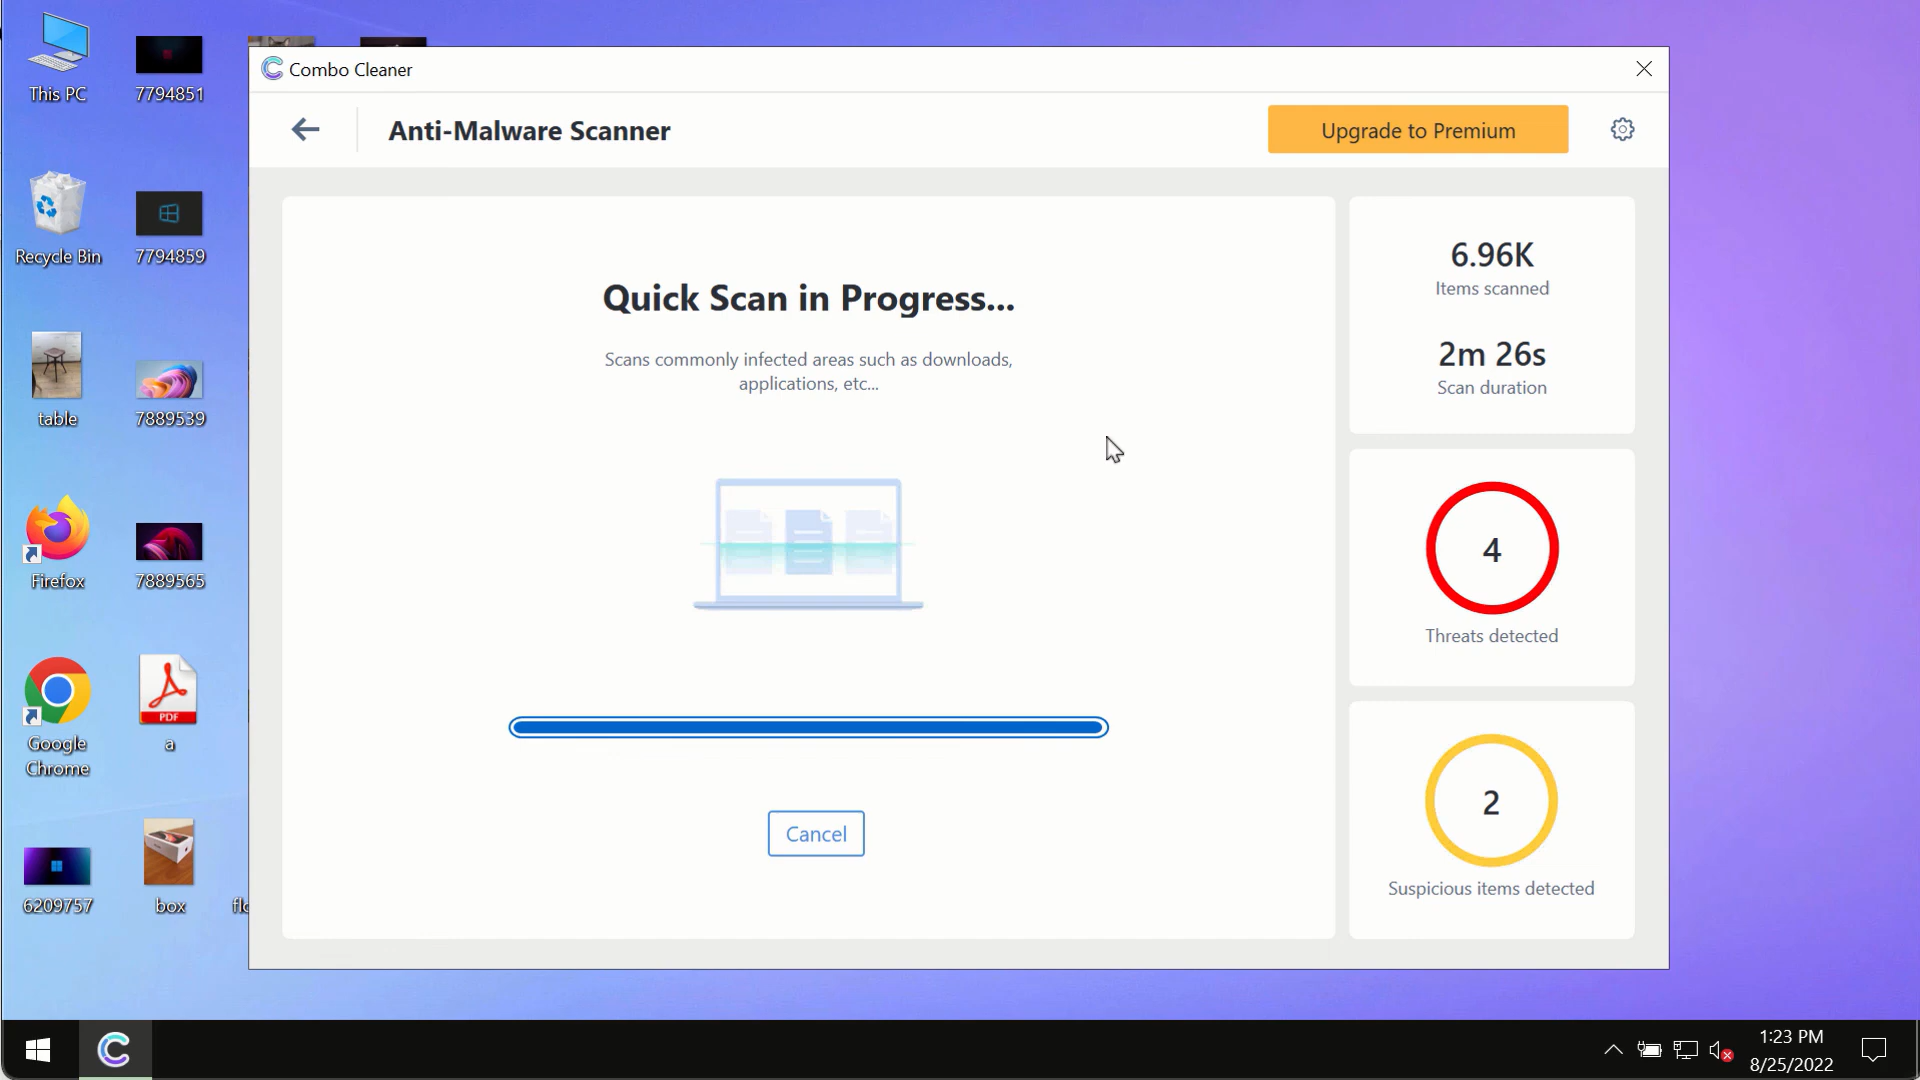 This PC
7794851
Recycle Bin
7794859
table
7889539
Firefox
7889565
Google
Chrome
PDF
a
6209757
box
Combo Cleaner
Anti-Malware Scanner
Upgrade to Premium
Quick Scan in Progress...
Scans commonly infected areas such as downloads,
applications, etc...
Cancel
6.96K
Items scanned
2m 26s
Scan duration
4
Threats detected
2
Suspicious items detected
1:23 PM
8/25/2022